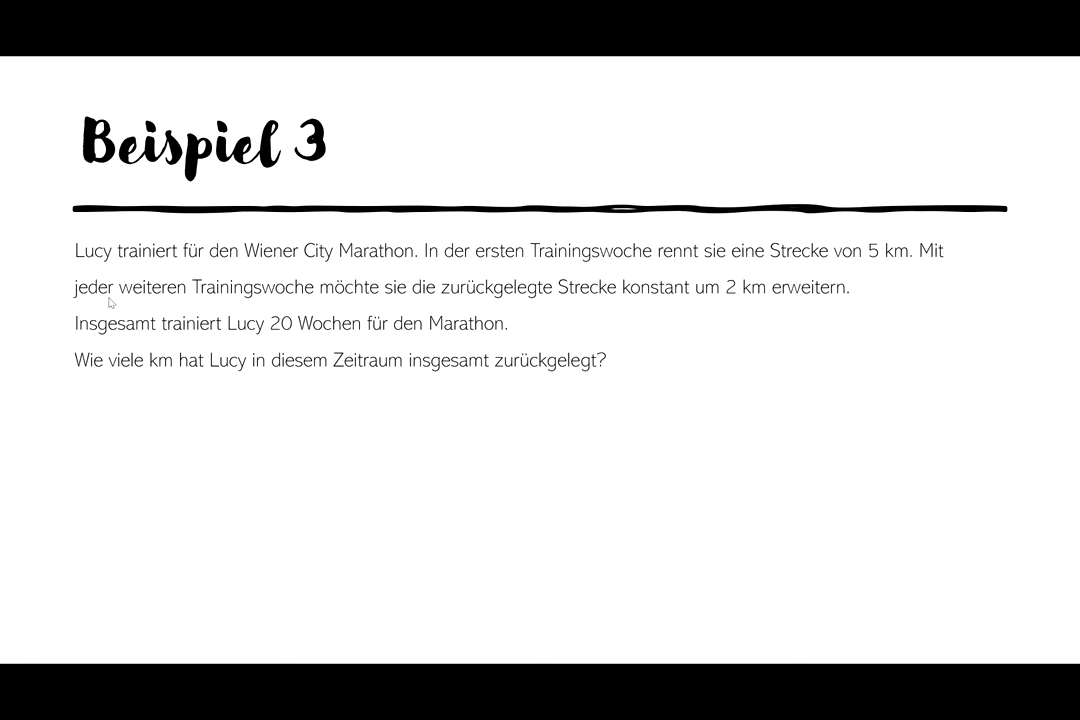 Beispiel 3
Lucy trainiert für den Wiener City Marathon. In der ersten Trainingswoche rennt sie eine Strecke von 5 km. Mit
jeder weiteren Trainingswoche möchte sie die zurückgelegte Strecke konstant um 2 km erweitern.
Insgesamt trainiert Lucy 20 Wochen für den Marathon.
Wie viele km hat Lucy in diesem Zeitraum insgesamt zurückgelegt?